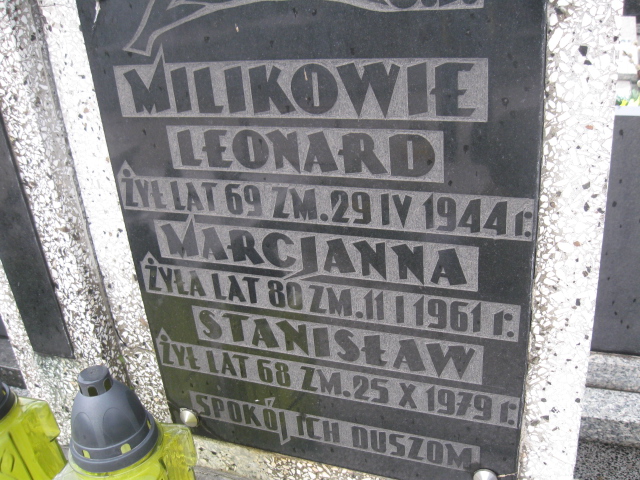 MILIKOWIE
LEONARD
ŻYŁ LAT 69 ZM. 29 IV 1944 r.
MARCJANNA
ŻYŁA LAT 80 ZM. 11 I 1961 r.
STANISŁAW
ŻYŁ LAT 68 ZM. 25 X 1979 r.
SPOKÓJ ICH DUSZOM